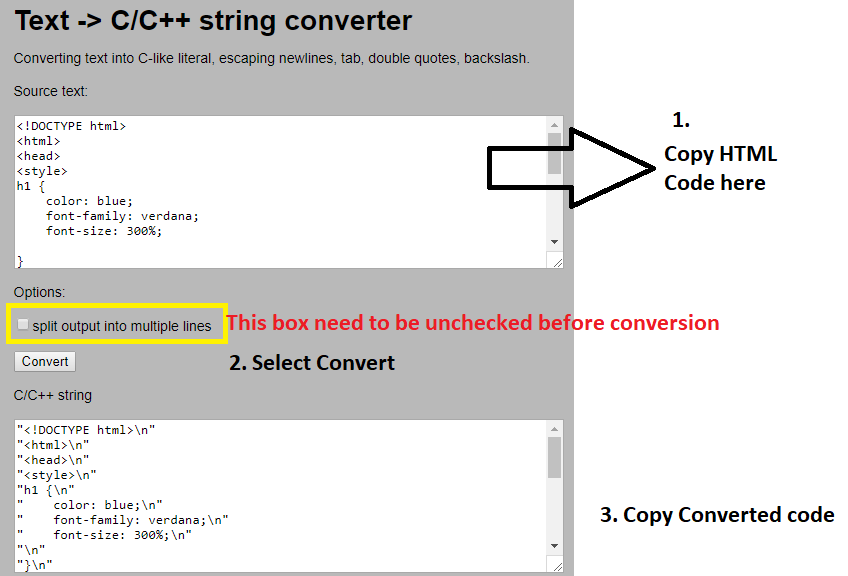 Text -> C/C++ string converter
Converting text into C-like literal, escaping newlines, tab, double quotes, backslash.
Source text:
<!DOCTYPE html>
<html>
<head>
<style>
h1 {
    color: blue;
    font-family: verdana;
    font-size: 300%;

}
1.
Copy HTML
Code here
Options:
split output into multiple lines
This box need to be unchecked before conversion
Convert
2. Select Convert
C/C++ string
"<!DOCTYPE html>\n"
"<html>\n"
"<head>\n"
"<style>\n"
"h1 {\n"
"    color: blue;\n"
"    font-family: verdana;\n"
"    font-size: 300%;\n"
"\n"
"}\n"
3. Copy Converted code